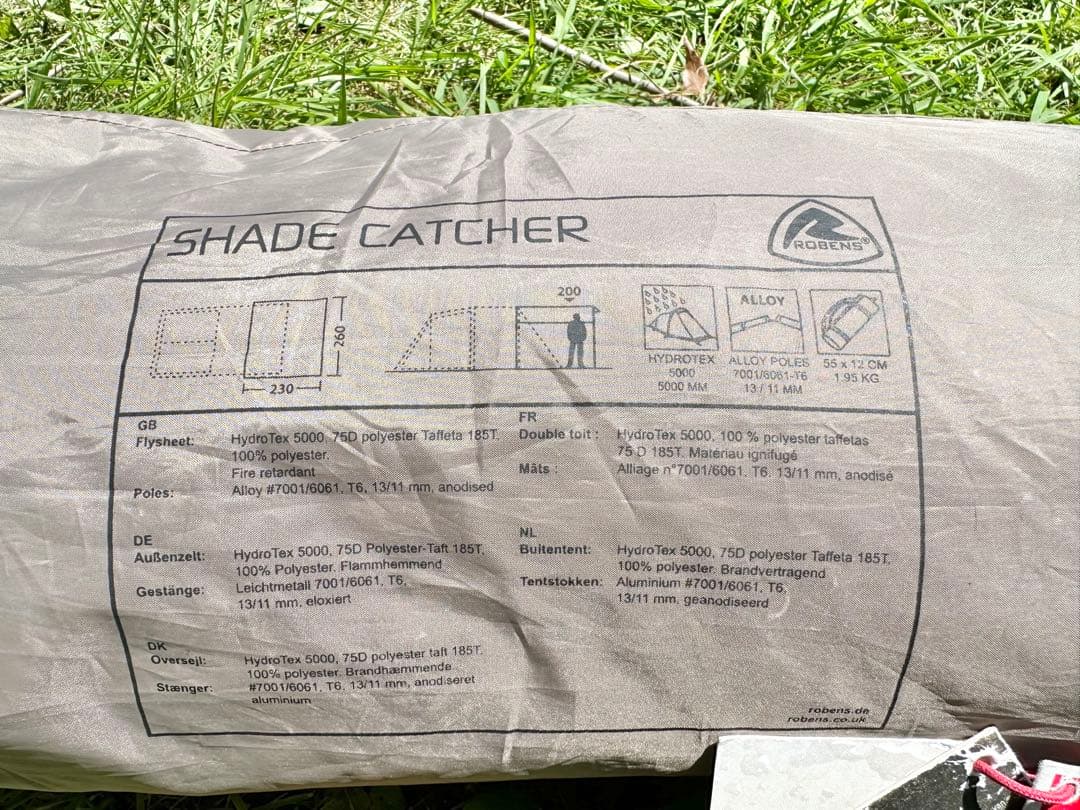 SHADE CATCHER
ROBENS®
260
230
200
HYDROTEX
5000
5000 MM
ALLOY
ALLOY POLES
7001/6061-T6
13 / 11 MM
55 x 12 CM
1.95 KG
GB
Flysheet: HydroTex 5000, 75D polyester Taffeta 185T.
100% polyester.
Fire retardant
Poles: Alloy #7001/6061, T6, 13/11 mm, anodised
FR
Double toit : HydroTex 5000, 100 % polyester taffetas
75 D 185T. Matériau ignifugé
Mâts : Alliage n°7001/6061. T6. 13/11 mm, anodisé
DE
Außenzelt: HydroTex 5000, 75D Polyester-Taft 185T,
100% Polyester. Flammhemmend
Gestänge: Leichtmetall 7001/6061, T6,
13/11 mm, eloxiert
NL
Buitentent: HydroTex 5000, 75D polyester Taffeta 185T.
100% polyester. Brandvertragend
Tentstokken: Aluminium #7001/6061, T6,
13/11 mm, geanodiseerd
DK
Oversejl: HydroTex 5000, 75D polyester taft 185T.
100% polyester. Brandhæmmende
Stænger: #7001/6061, T6, 13/11 mm, anodiseret
aluminium
robens.de
robens.co.uk